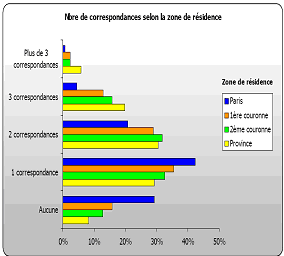 Nbre de correspondances selon la zone de résidence
Plus de 3
correspondances
3 correspondances
2 correspondances
1 correspondance
Aucune
0% 10% 20% 30% 40% 50%
Zone de résidence
Paris
1ère couronne
2ème couronne
Province